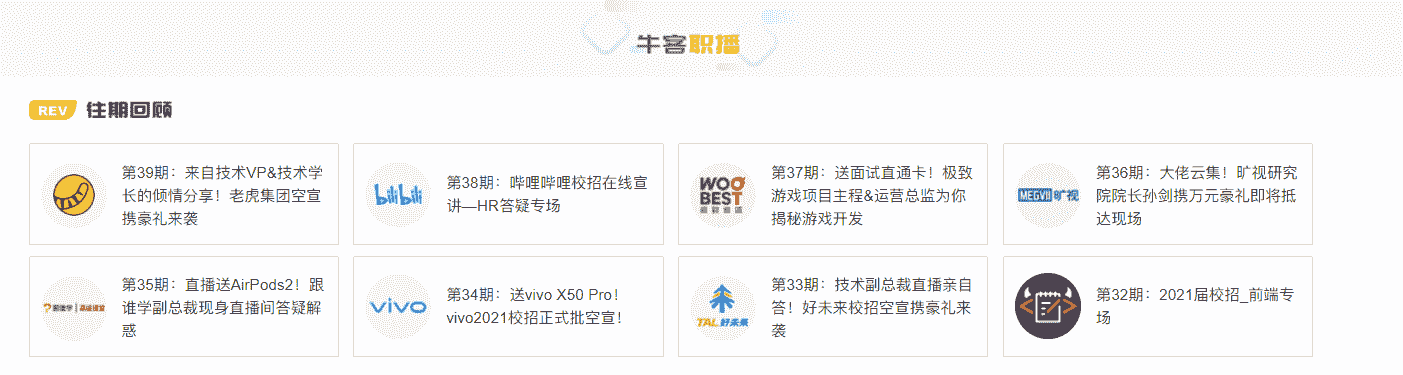 牛客职播
REV 往期回顾
第39期：来自技术VP&技术学
长的倾情分享！老虎集团空宣
携豪礼来袭
bilibili
第38期：哔哩哔哩校招在线宣
讲—HR答疑专场
WOO
BEST
第37期：送面试直通卡！极致
游戏项目主程&运营总监为你
揭秘游戏开发
MEGVII 旷视
第36期：大佬云集！旷视研究
院院长孙剑携万元豪礼即将抵
达现场
跟谁学 | 高途课堂
第35期：直播送AirPods2！跟
谁学副总裁现身直播间答疑解
惑
vivo
第34期：送vivo X50 Pro！
vivo2021校招正式批空宣！
TAL 好未来
第33期：技术副总裁直播亲自
答！好未来校招空宣携豪礼来
袭
第32期：2021届校招_前端专
场